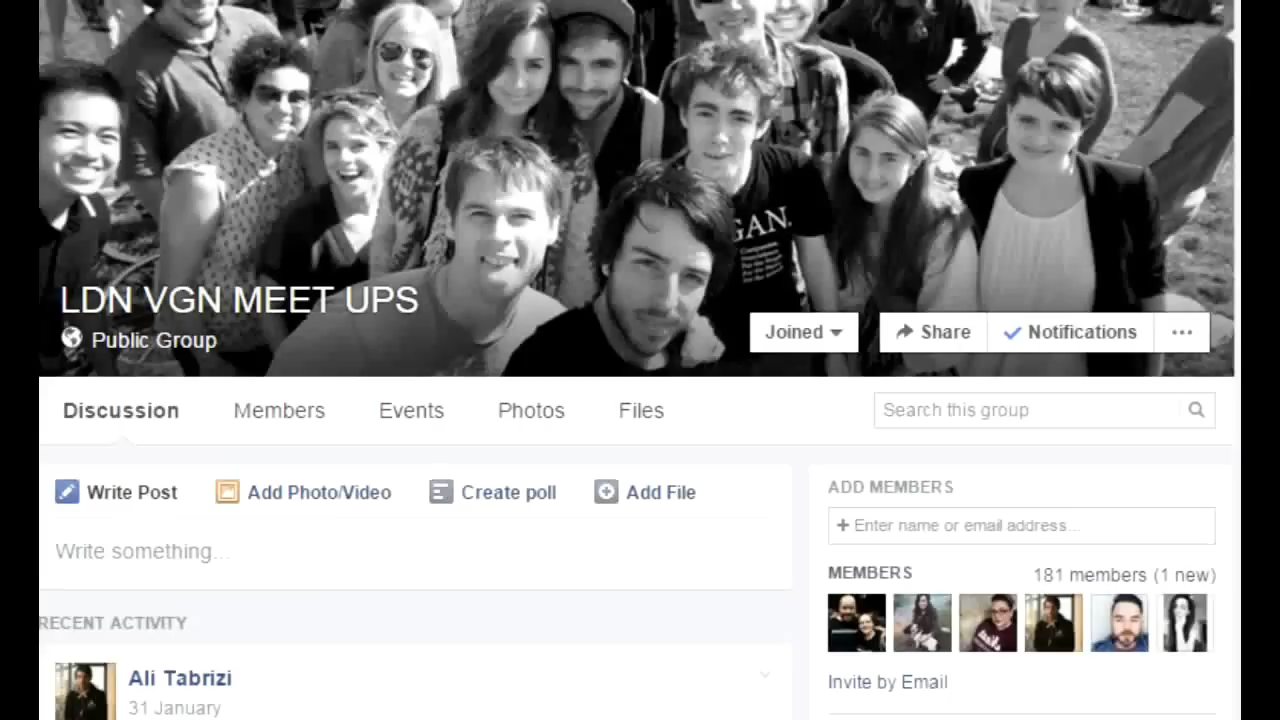 GAN.
LDN VGN MEET UPS
Public Group
Joined
Share
Notifications
Discussion
Members
Events
Photos
Files
Search this group
Write Post
Add Photo/Video
Create poll
Add File
Write something...
ADD MEMBERS
+ Enter name or email address...
MEMBERS
181 members (1 new)
Invite by Email
RECENT ACTIVITY
Ali Tabrizi
31 January